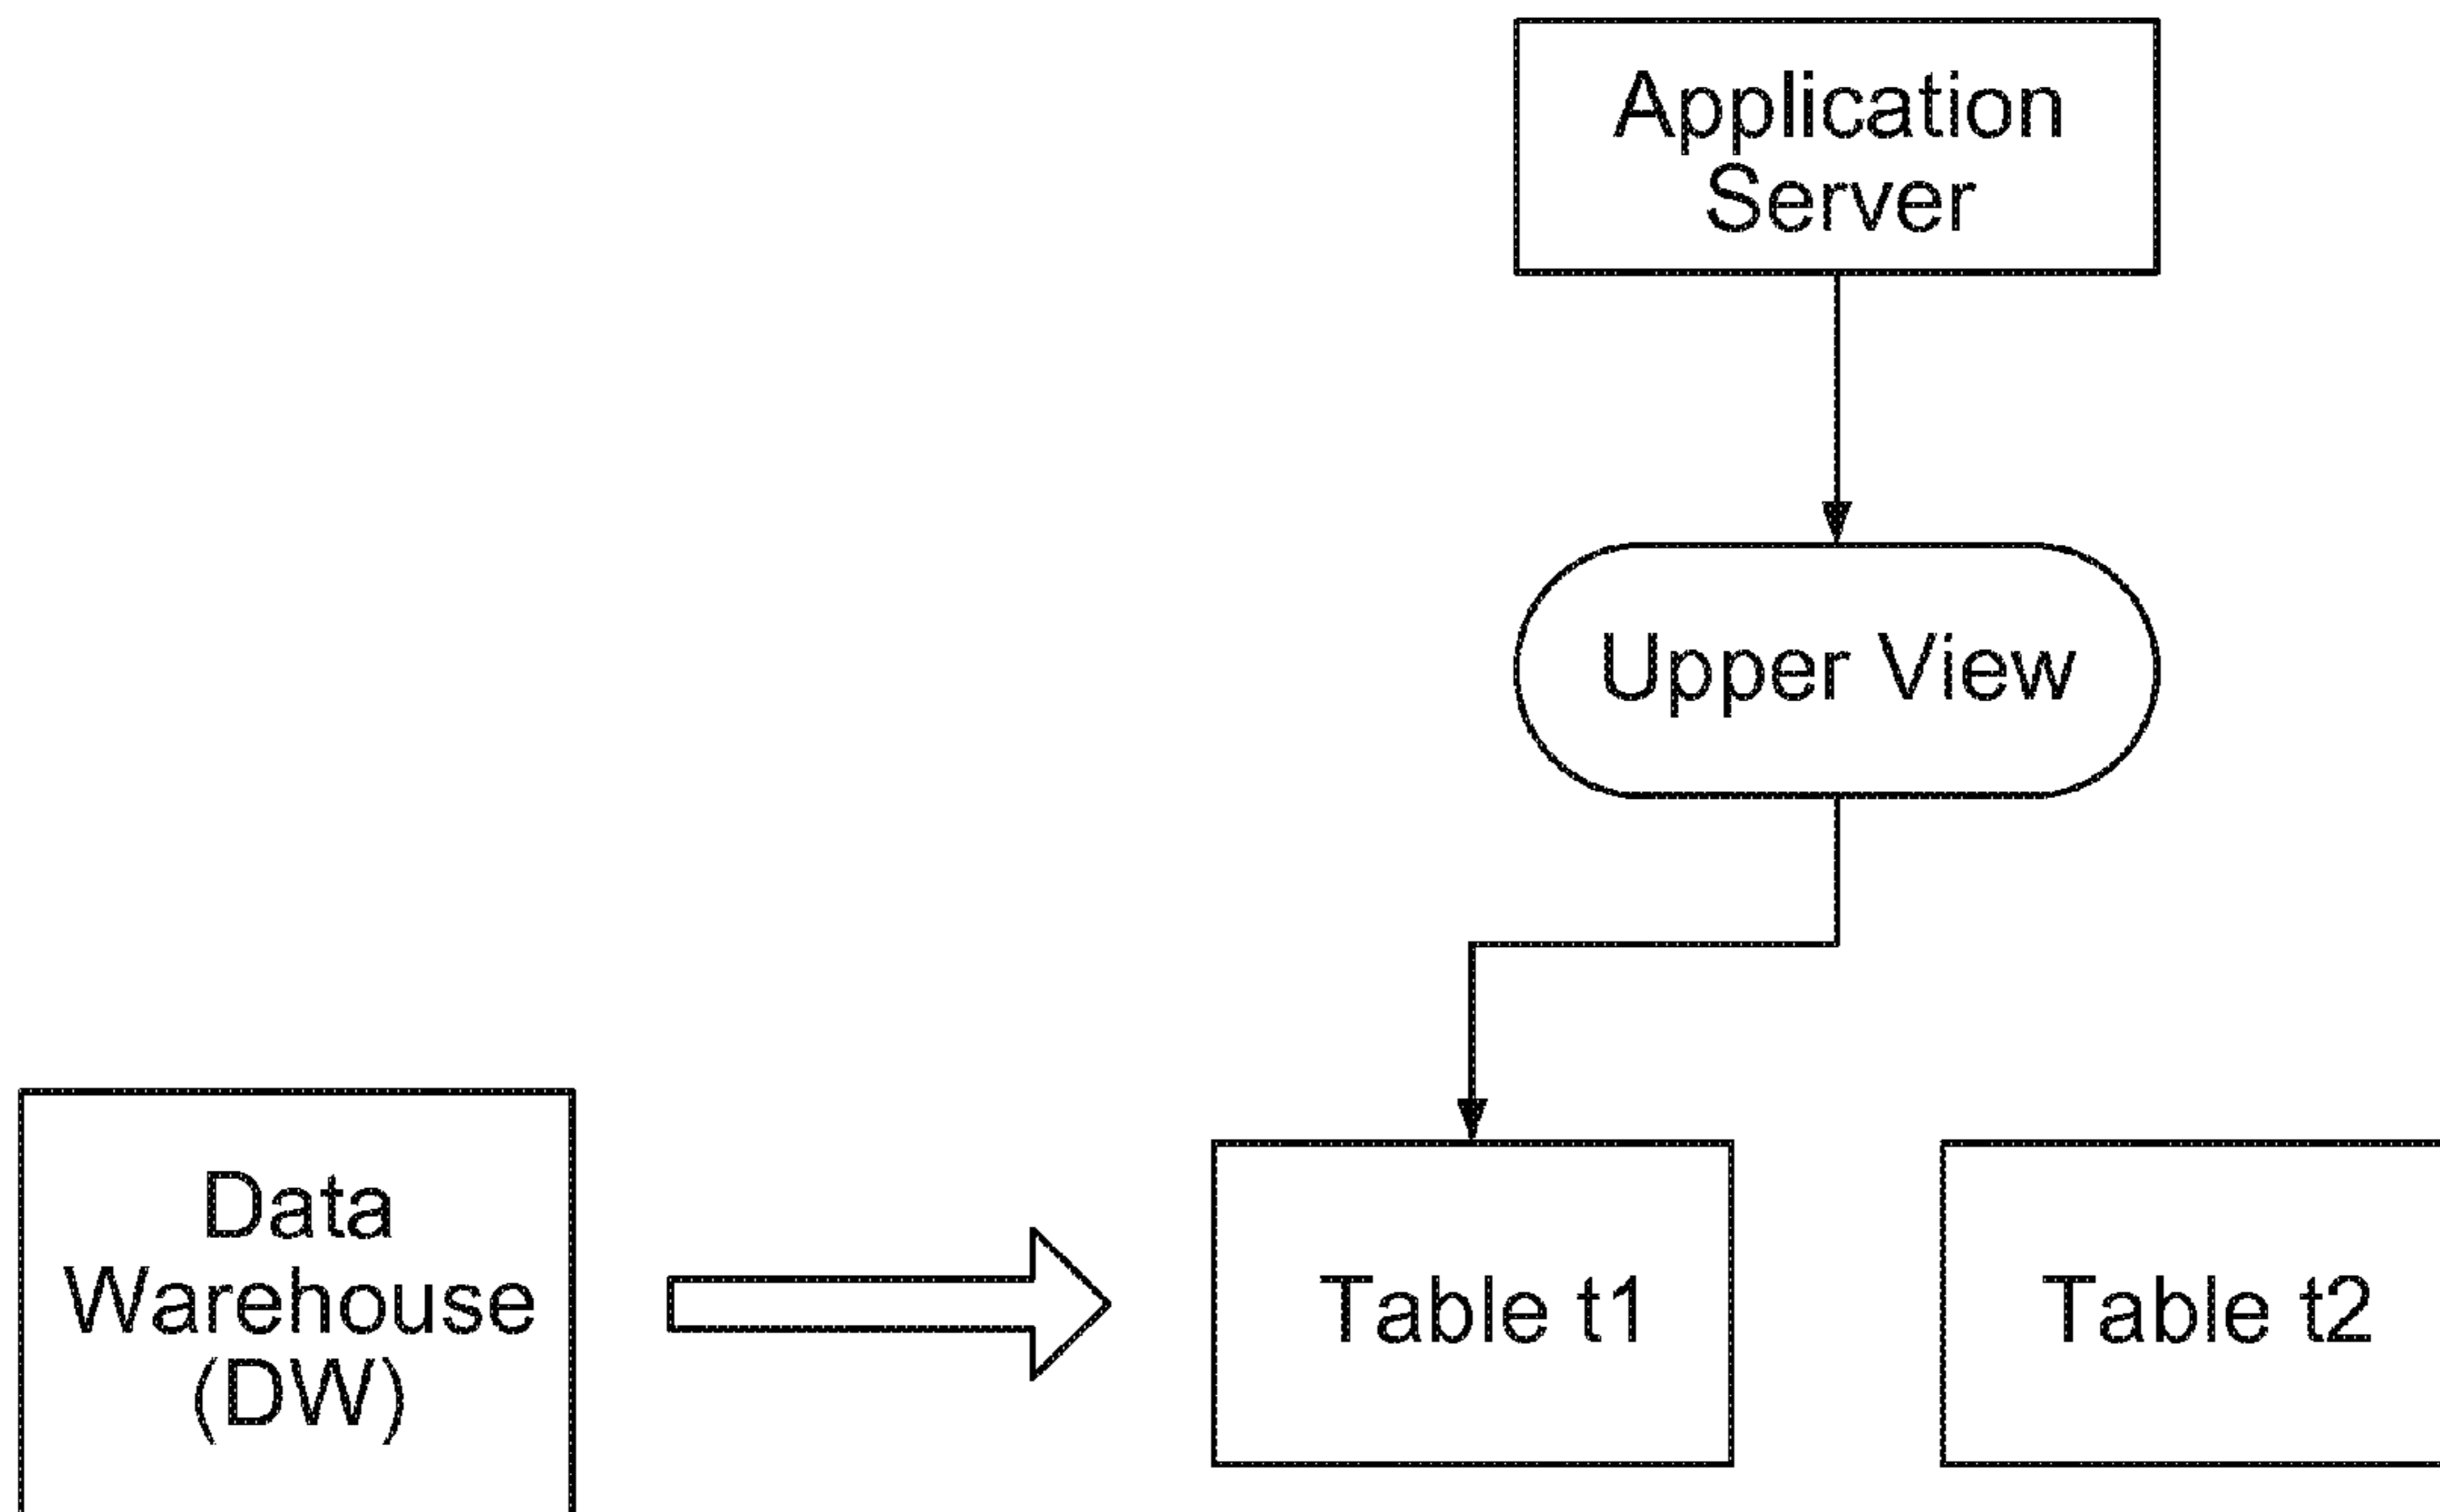 Application
Server
Upper View
Data
Warehouse
(DW)
Table t1
Table t2